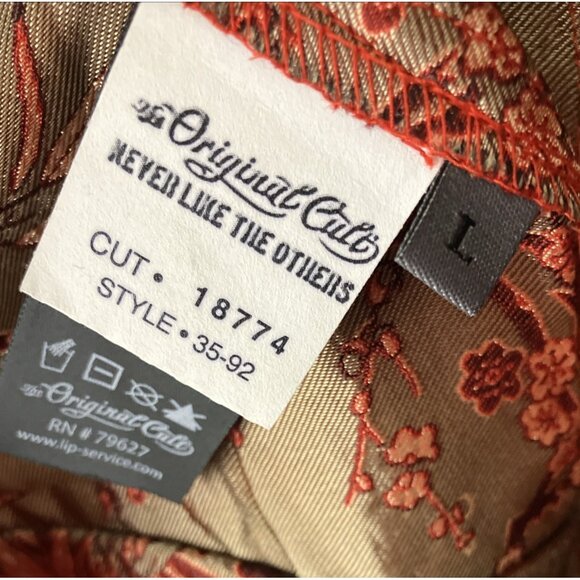 The Original Cult
NEVER LIKE THE OTHERS
CUT • 18774
STYLE • 35-92
L
The Original Cult
RN # 79627
www.lip-service.com